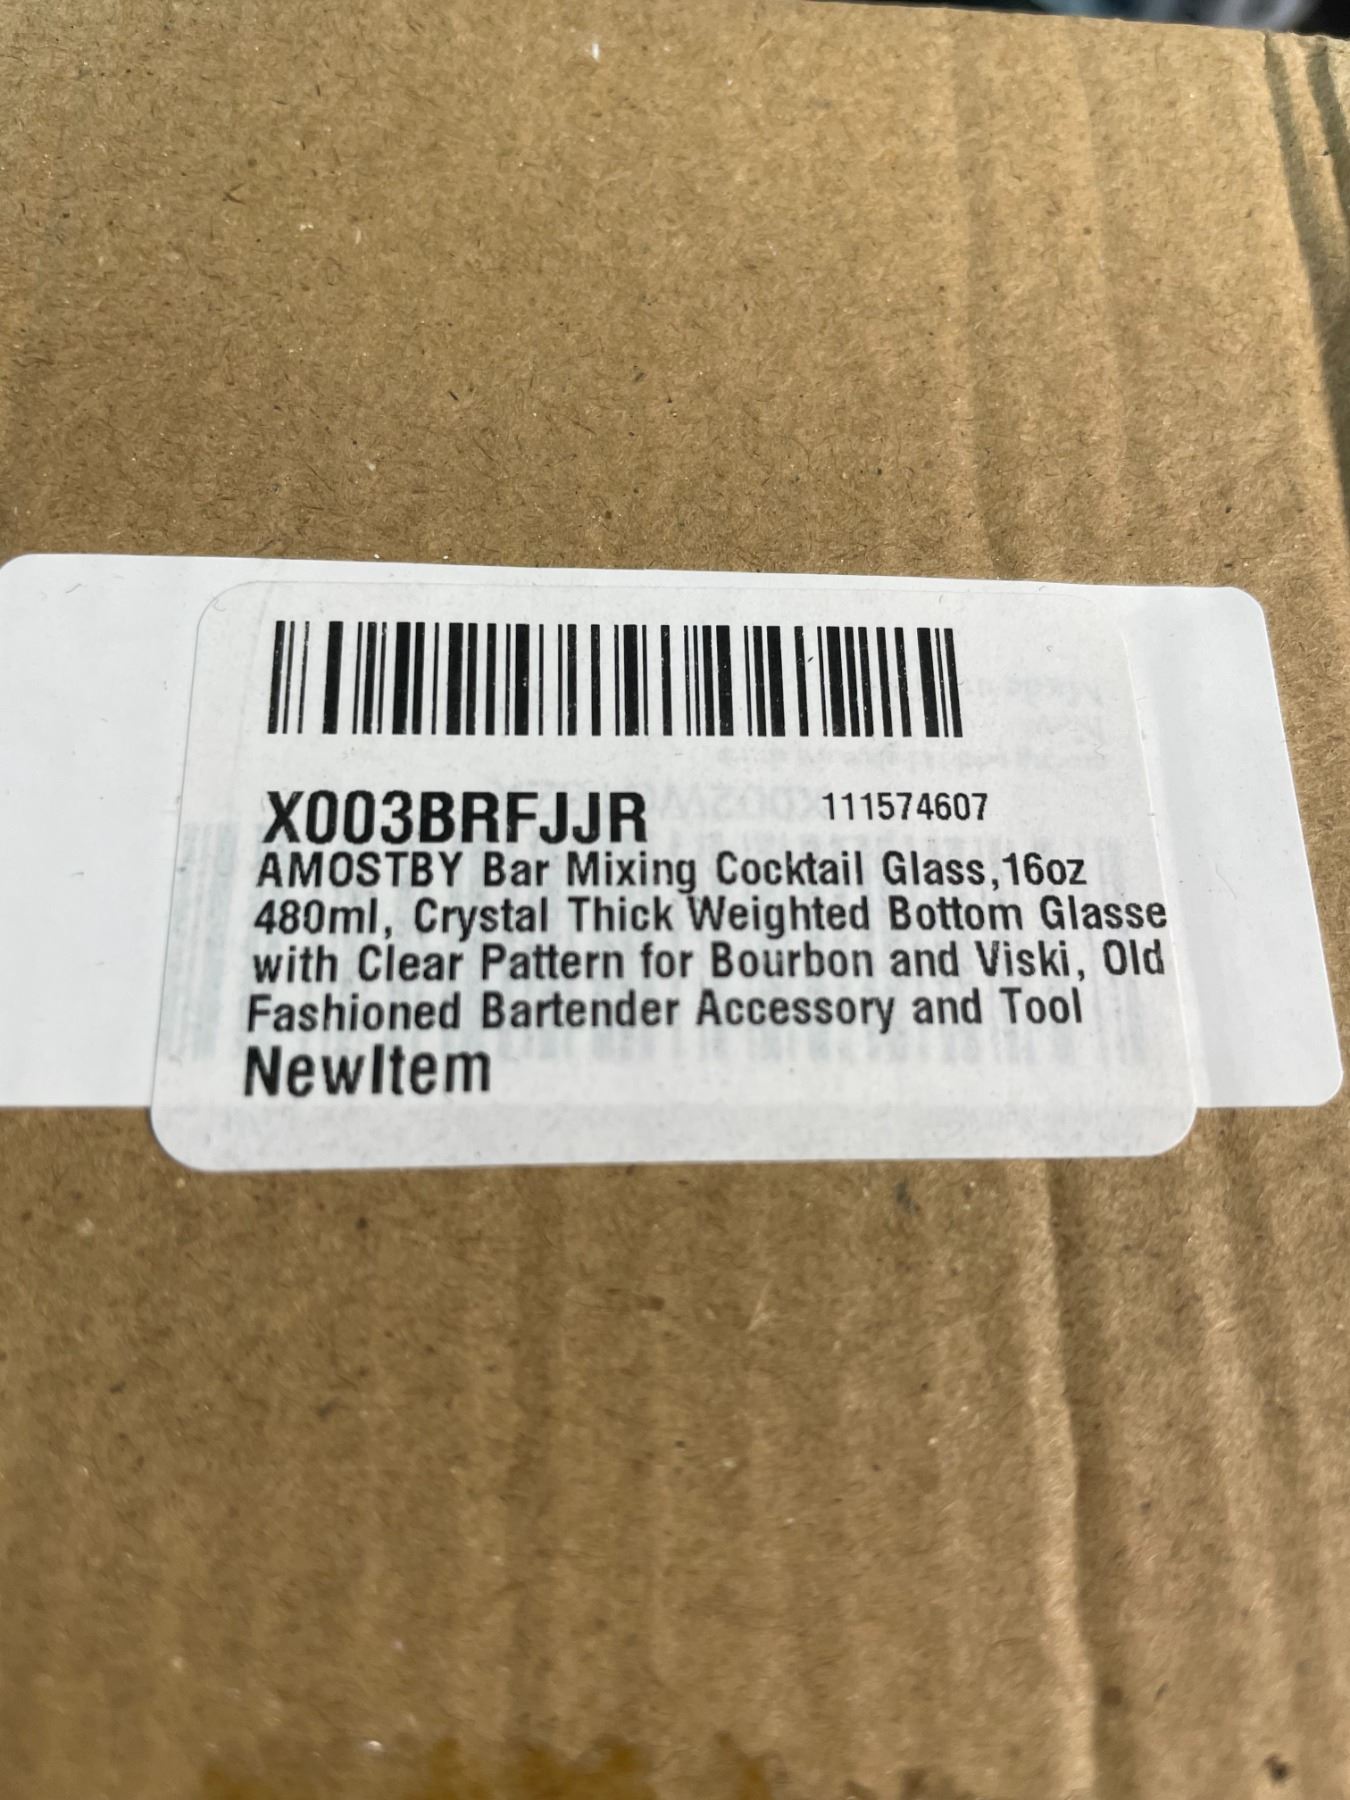 X003BRFJJR 111574607
AMOSTBY Bar Mixing Cocktail Glass,16oz
480ml, Crystal Thick Weighted Bottom Glasse
with Clear Pattern for Bourbon and Viski, Old
Fashioned Bartender Accessory and Tool
NewItem